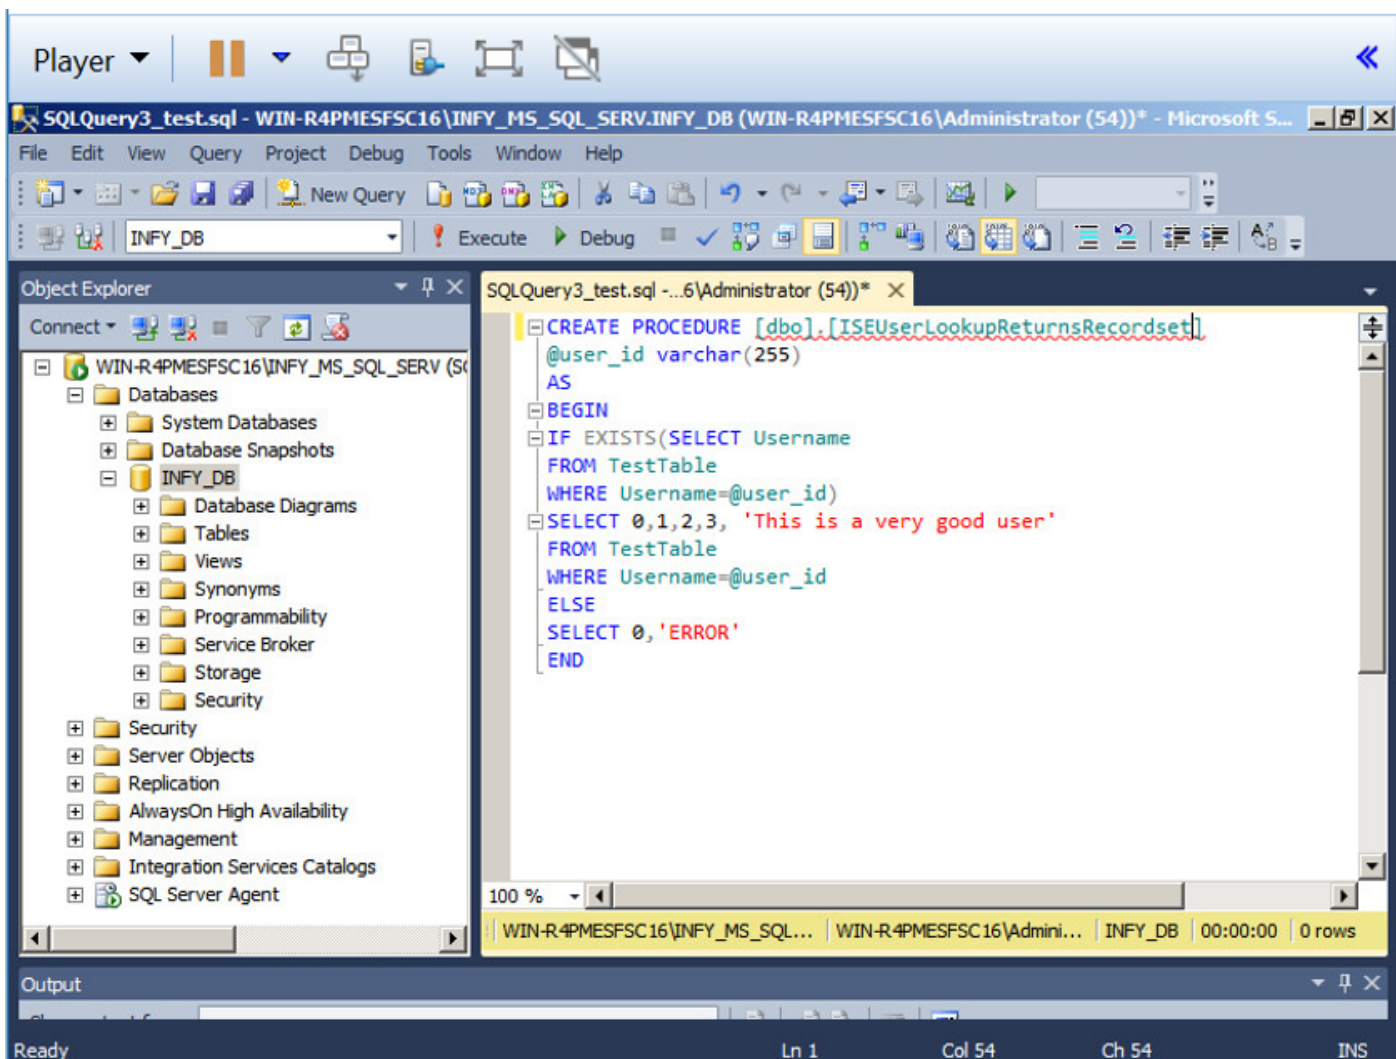 Player
SQLQuery3_test.sql - WIN-R4PMESFSC16\INFY_MS_SQL_SERV.INFY_DB (WIN-R4PMESFSC16\Administrator (54))* - Microsoft S...
File Edit View Query Project Debug Tools Window Help
New Query
INFY_DB Execute Debug
Object Explorer
Connect
WIN-R4PMESFSC16\INFY_MS_SQL_SERV (S
Databases
System Databases
Database Snapshots
INFY_DB
Database Diagrams
Tables
Views
Synonyms
Programmability
Service Broker
Storage
Security
Security
Server Objects
Replication
AlwaysOn High Availability
Management
Integration Services Catalogs
SQL Server Agent
SQLQuery3_test.sql -...6\Administrator (54))*
CREATE PROCEDURE [dbo].[ISEUserLookupReturnsRecordset]
@user_id varchar(255)
AS
BEGIN
IF EXISTS(SELECT Username
FROM TestTable
WHERE Username=@user_id)
SELECT 0,1,2,3, 'This is a very good user'
FROM TestTable
WHERE Username=@user_id
ELSE
SELECT 0,'ERROR'
END
100 %
WIN-R4PMESFSC16\INFY_MS_SQL... WIN-R4PMESFSC16\Admini... INFY_DB 00:00:00 0 rows
Output
Ready Ln 1 Col 54 Ch 54 INS